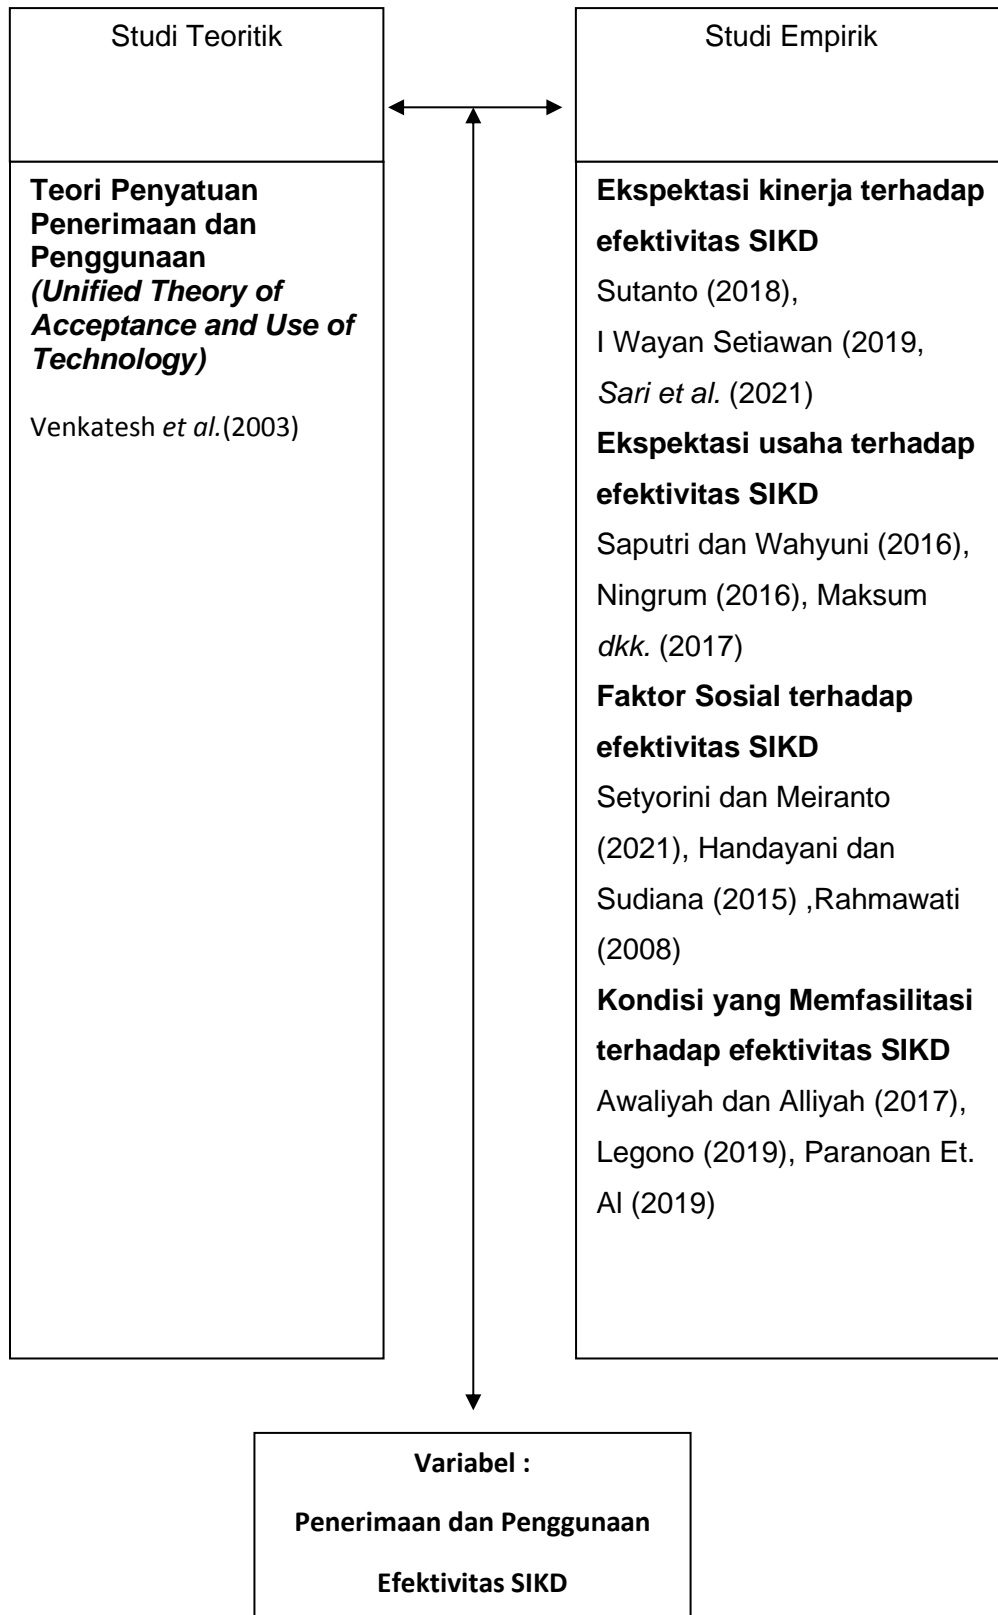 Studi Teoritik
Teori Penyatuan
Penerimaan dan
Penggunaan
(Unified Theory of
Acceptance and Use of
Technology)
Venkatesh et al.(2003)
Studi Empirik
Ekspektasi kinerja terhadap
efektivitas SIKD
Sutanto (2018),
I Wayan Setiawan (2019,
Sari et al. (2021)
Ekspektasi usaha terhadap
efektivitas SIKD
Saputri dan Wahyuni (2016),
Ningrum (2016), Maksum
dkk. (2017)
Faktor Sosial terhadap
efektivitas SIKD
Setyorini dan Meiranto
(2021), Handayani dan
Sudiana (2015) ,Rahmawati
(2008)
Kondisi yang Memfasilitasi
terhadap efektivitas SIKD
Awaliyah dan Alliyah (2017),
Legono (2019), Paranoan Et.
Al (2019)
Variabel :
Penerimaan dan Penggunaan
Efektivitas SIKD